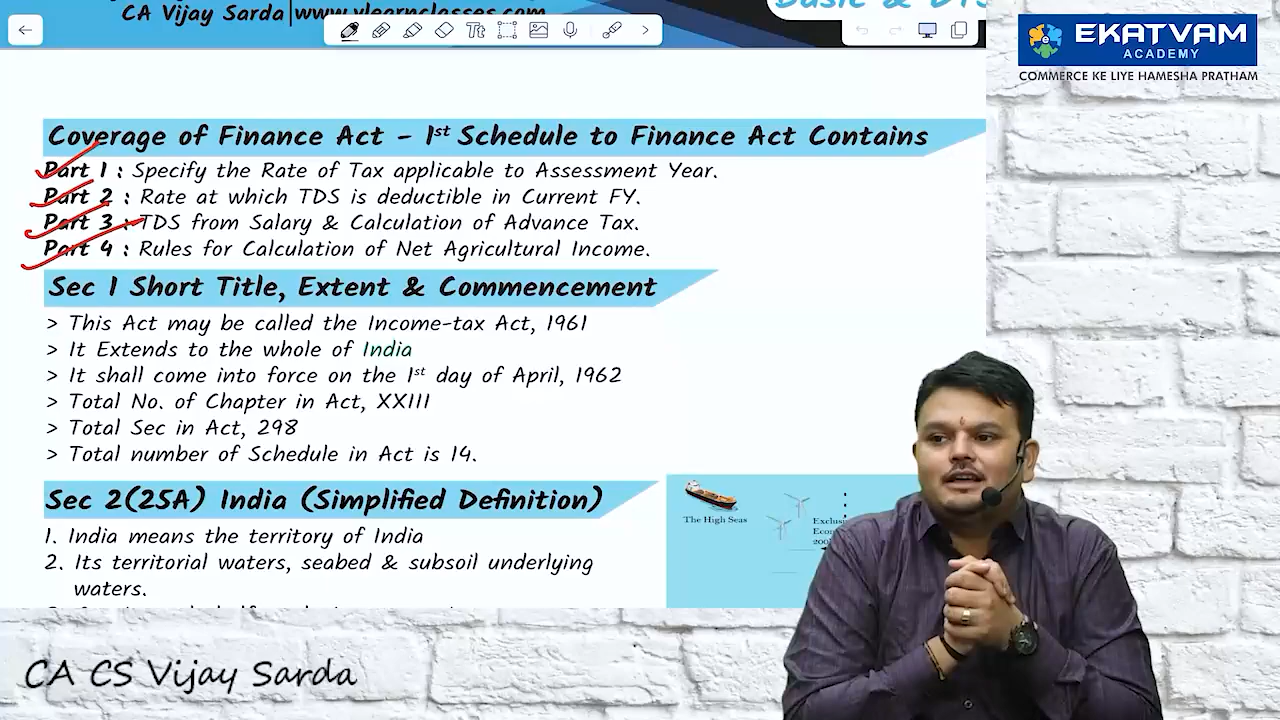 CA Vijay Sarda|www.vlearnclasses.com
Basic & DTS
EKATVAM
ACADEMY
COMMERCE KE LIYE HAMESHA PRATHAM
Tt
Coverage of Finance Act - 1st Schedule to Finance Act Contains
Part 1 : Specify the Rate of Tax applicable to Assessment Year.
Part 2 : Rate at which TDS is deductible in Current FY.
Part 3 : TDS from Salary & Calculation of Advance Tax.
Part 4 : Rules for Calculation of Net Agricultural Income.
Sec 1 Short Title, Extent & Commencement
> This Act may be called the Income-tax Act, 1961
> It Extends to the whole of India
> It shall come into force on the 1st day of April, 1962
> Total No. of Chapter in Act, XXIII
> Total Sec in Act, 298
> Total number of Schedule in Act is 14.
Sec 2(25A) India (Simplified Definition)
1. India means the territory of India
2. Its territorial waters, seabed & subsoil underlying
waters.
The High Seas
CA CS Vijay Sarda